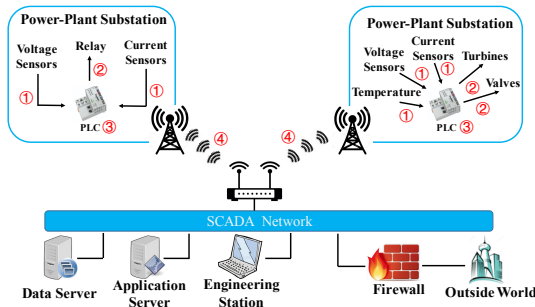 Power-Plant Substation
Voltage Sensors
Relay
Current Sensors
①
②
①
PLC ③
④
Power-Plant Substation
Current Sensors
Voltage Sensors
Turbines
①
①
②
Valves
Temperature
①
②
PLC ③
④
SCADA Network
Data Server
Application Server
Engineering Station
Firewall
Outside World